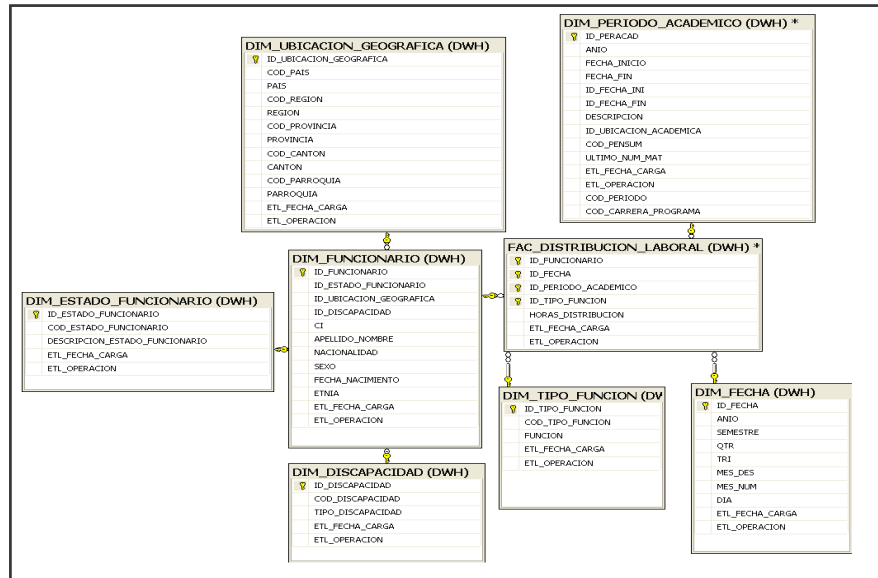 DIM_UBICACION_GEOGRAFICA (DWH)
ID_UBICACION_GEOGRAFICA
COD_PAIS
PAIS
COD_REGION
REGION
COD_PROVINCIA
PROVINCIA
COD_CANTON
CANTON
COD_PARROQUIA
PARROQUIA
ETL_FECHA_CARGA
ETL_OPERACION
DIM_PERIODO_ACADEMICO (DWH) *
ID_PERACAD
ANIO
FECHA_INICIO
FECHA_FIN
ID_FECHA_INI
ID_FECHA_FIN
DESCRIPCION
ID_UBICACION_ACADEMICA
COD_PENSUM
ULTIMO_NUM_MAT
ETL_FECHA_CARGA
ETL_OPERACION
COD_PERIODO
COD_CARRERA_PROGRAMA
DIM_ESTADO_FUNCIONARIO (DWH)
ID_ESTADO_FUNCIONARIO
COD_ESTADO_FUNCIONARIO
DESCRIPCION_ESTADO_FUNCIONARIO
ETL_FECHA_CARGA
ETL_OPERACION
DIM_FUNCIONARIO (DWH)
ID_FUNCIONARIO
ID_ESTADO_FUNCIONARIO
ID_UBICACION_GEOGRAFICA
ID_DISCAPACIDAD
CI
APELLIDO_NOMBRE
NACIONALIDAD
SEXO
FECHA_NACIMIENTO
ETNIA
ETL_FECHA_CARGA
ETL_OPERACION
FAC_DISTRIBUCION_LABORAL (DWH) *
ID_FUNCIONARIO
ID_FECHA
ID_PERIODO_ACADEMICO
ID_TIPO_FUNCION
HORAS_DISTRIBUCION
ETL_FECHA_CARGA
ETL_OPERACION
DIM_DISCAPACIDAD (DWH)
ID_DISCAPACIDAD
COD_DISCAPACIDAD
TIPO_DISCAPACIDAD
ETL_FECHA_CARGA
ETL_OPERACION
DIM_TIPO_FUNCION (DW
ID_TIPO_FUNCION
COD_TIPO_FUNCION
FUNCION
ETL_FECHA_CARGA
ETL_OPERACION
DIM_FECHA (DWH)
ID_FECHA
ANIO
SEMESTRE
QTR
TRI
MES_DES
MES_NUM
DIA
ETL_FECHA_CARGA
ETL_OPERACION